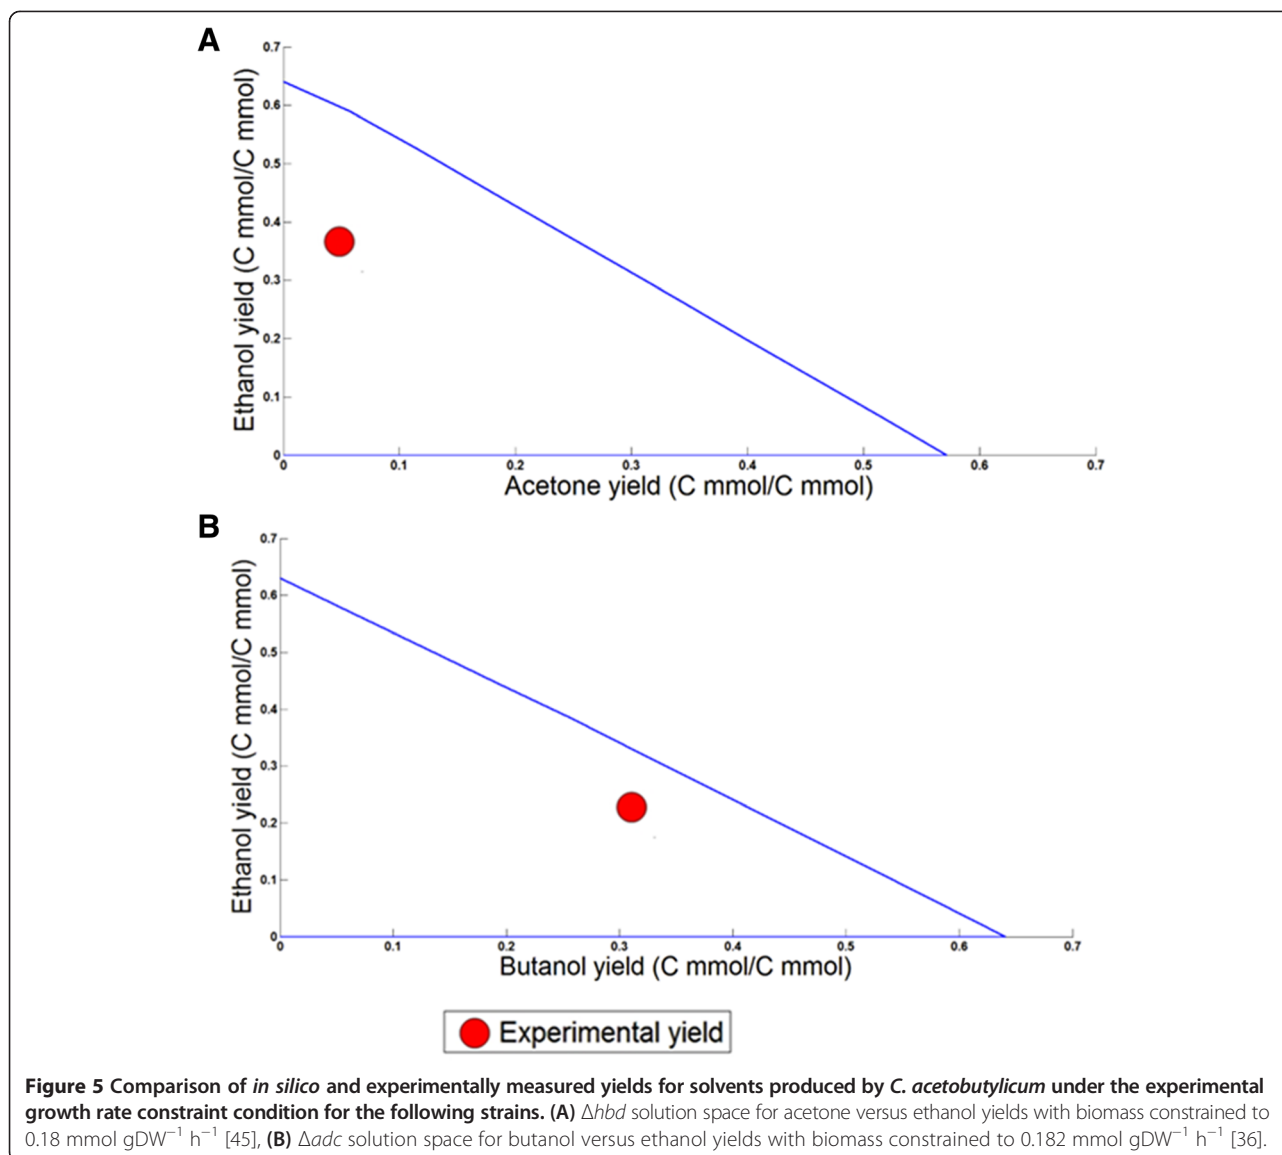 A
0.7
0.6
0.5
0.4
0.3
0.2
0.1
0
Ethanol yield (C mmol/C mmol)
0 0.1 0.2 0.3 0.4 0.5 0.6 0.7
Acetone yield (C mmol/C mmol)
B
0.7
0.6
0.5
0.4
0.3
0.2
0.1
0
Ethanol yield (C mmol/C mmol)
0 0.1 0.2 0.3 0.4 0.5 0.6 0.7
Butanol yield (C mmol/C mmol)
Experimental yield
Figure 5 Comparison of in silico and experimentally measured yields for solvents produced by C. acetobutylicum under the experimental
growth rate constraint condition for the following strains. (A) Δhbd solution space for acetone versus ethanol yields with biomass constrained to
0.18 mmol gDW⁻¹ h⁻¹ [45], (B) Δadc solution space for butanol versus ethanol yields with biomass constrained to 0.182 mmol gDW⁻¹ h⁻¹ [36].